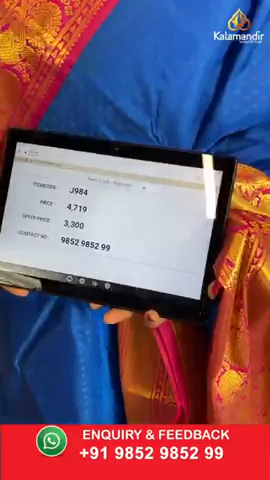 Kalamandir
ITEMCODE : J984
PRICE : 4,719
OFFER PRICE : 3,300
CONTACT NO : 9852 9852 99
ENQUIRY & FEEDBACK
+91 9852 9852 99